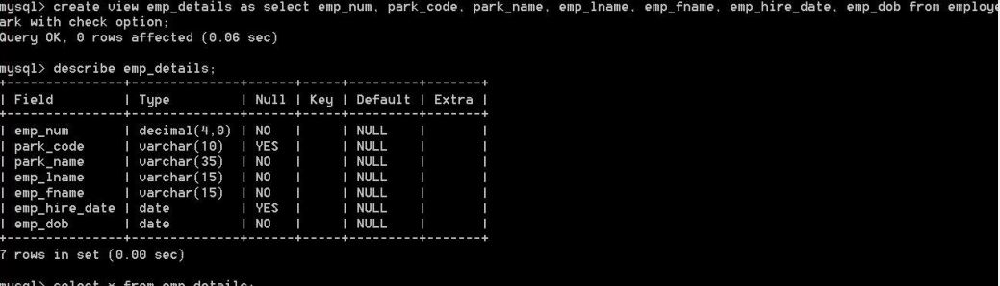 mysql> create view emp_details as select emp_num, park_code, park_name, emp_lname, emp_fname, emp_hire_date, emp_dob from employe
ark with check option;
Query OK, 0 rows affected (0.06 sec)
mysql> describe emp_details;
+---------------+--------------+------+-----+---------+-------+
| Field         | Type         | Null | Key | Default | Extra |
+---------------+--------------+------+-----+---------+-------+
| emp_num       | decimal(4,0) | NO   |     | NULL    |       |
| park_code     | varchar(10)  | YES  |     | NULL    |       |
| park_name     | varchar(35)  | NO   |     | NULL    |       |
| emp_lname     | varchar(15)  | NO   |     | NULL    |       |
| emp_fname     | varchar(15)  | NO   |     | NULL    |       |
| emp_hire_date | date         | YES  |     | NULL    |       |
| emp_dob       | date         | NO   |     | NULL    |       |
+---------------+--------------+------+-----+---------+-------+
7 rows in set (0.00 sec)
mysql> select * from emp_details;